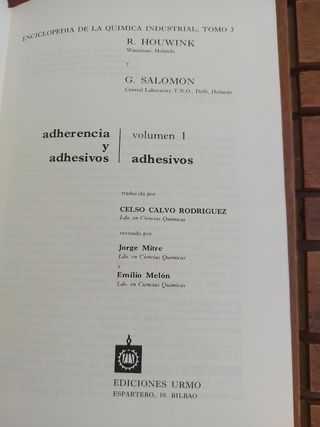 ENCICLOPEDIA DE LA QUIMICA INDUSTRIAL, TOMO 3
R. HOUWINK
Wassenaar, Holanda
y
G. SALOMON
Central Laboratory T.N.O., Delft, Holanda
adherencia y adhesivos
volumen 1
adhesivos
traducida por
CELSO CALVO RODRIGUEZ
Ldo. en Ciencias Químicas
revisado por
Jorge Mitre
Ldo. en Ciencias Químicas
y
Emilio Melón
Ldo. en Ciencias Químicas
EDICIONES URMO
ESPARTERO, 10. BILBAO